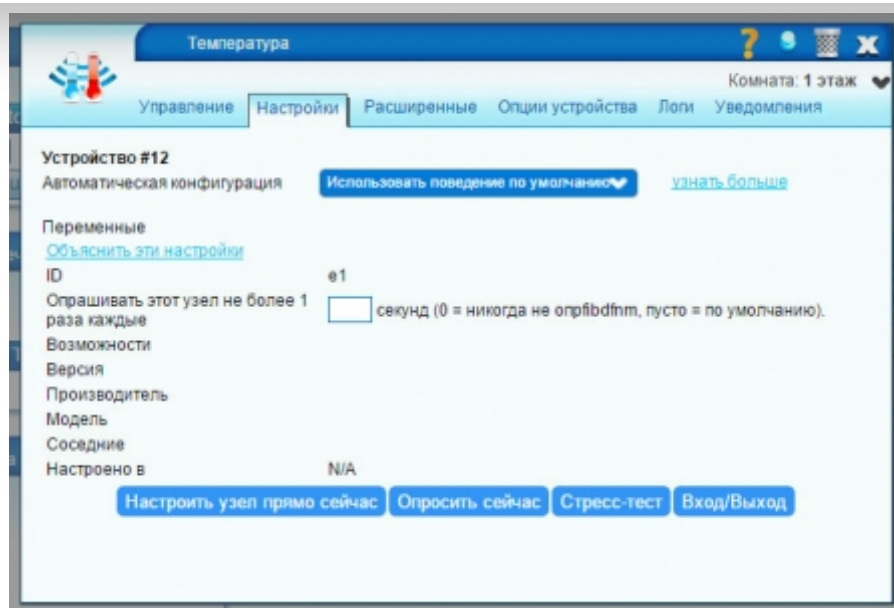 Температура
Комната: 1 этаж
Управление Настройки Расширенные Опции устройства Логи Уведомления
Устройство #12
Автоматическая конфигурация Использовать поведение по умолчанию узнать больше
Переменные
Объяснить эти настройки
ID e1
Опрашивать этот узел не более 1
раза каждые секунд (0 = никогда не onpfibdfnm, пусто = по умолчанию).
Возможности
Версия
Производитель
Модель
Соседние
Настроено в N/A
Настроить узел прямо сейчас Опросить сейчас Стресс-тест Вход/Выход